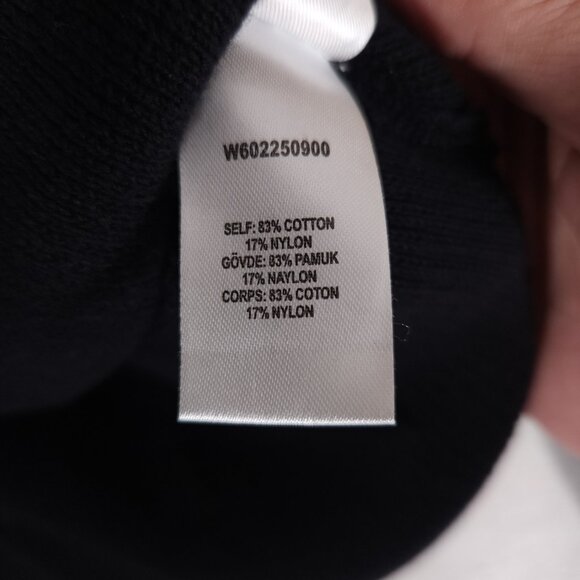 W602250900
SELF: 83% COTTON
17% NYLON
GÖVDE: 83% PAMUK
17% NAYLON
CORPS: 83% COTON
17% NYLON